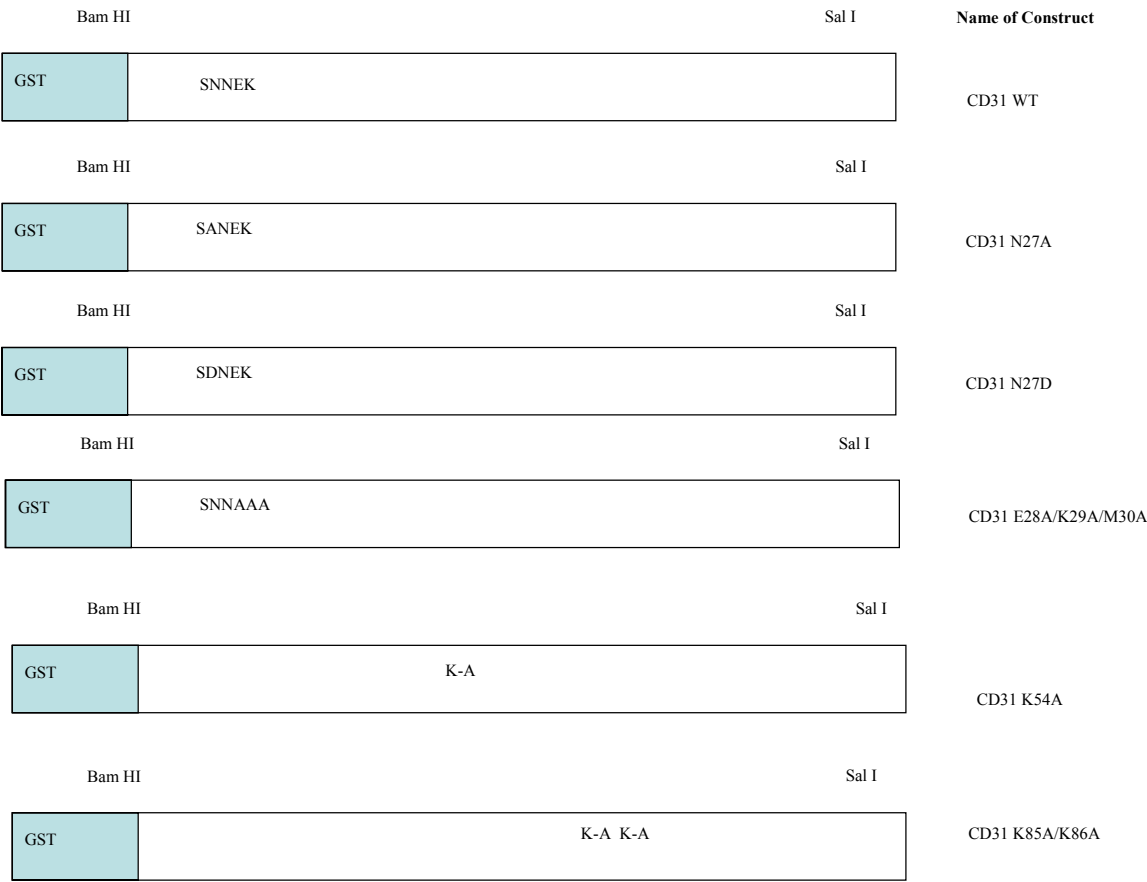 Bam HI Sal I Name of Construct
GST SNNEK CD31 WT
Bam HI Sal I
GST SANEK CD31 N27A
Bam HI Sal I
GST SDNEK CD31 N27D
Bam HI Sal I
GST SNNAAA CD31 E28A/K29A/M30A
Bam HI Sal I
GST K-A CD31 K54A
Bam HI Sal I
GST K-A K-A CD31 K85A/K86A